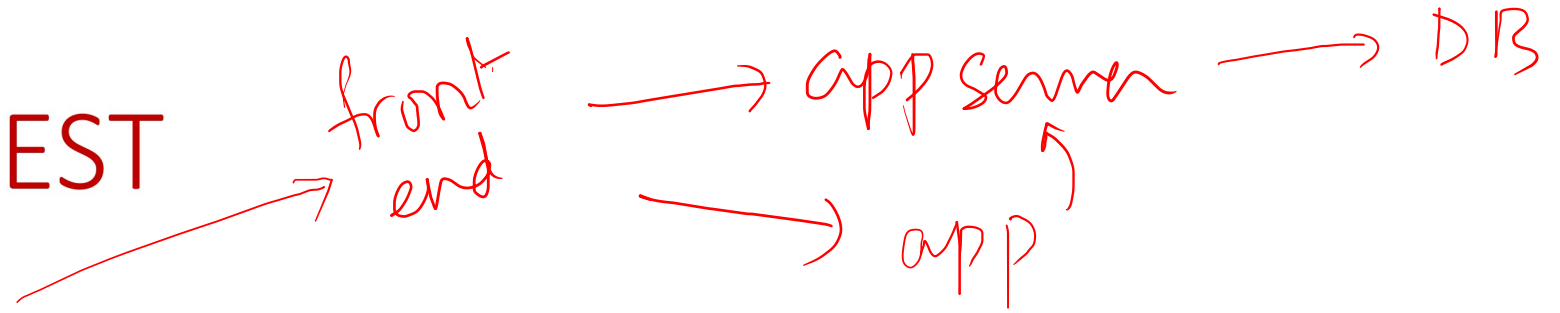 EST
front
end
app server
DB
app